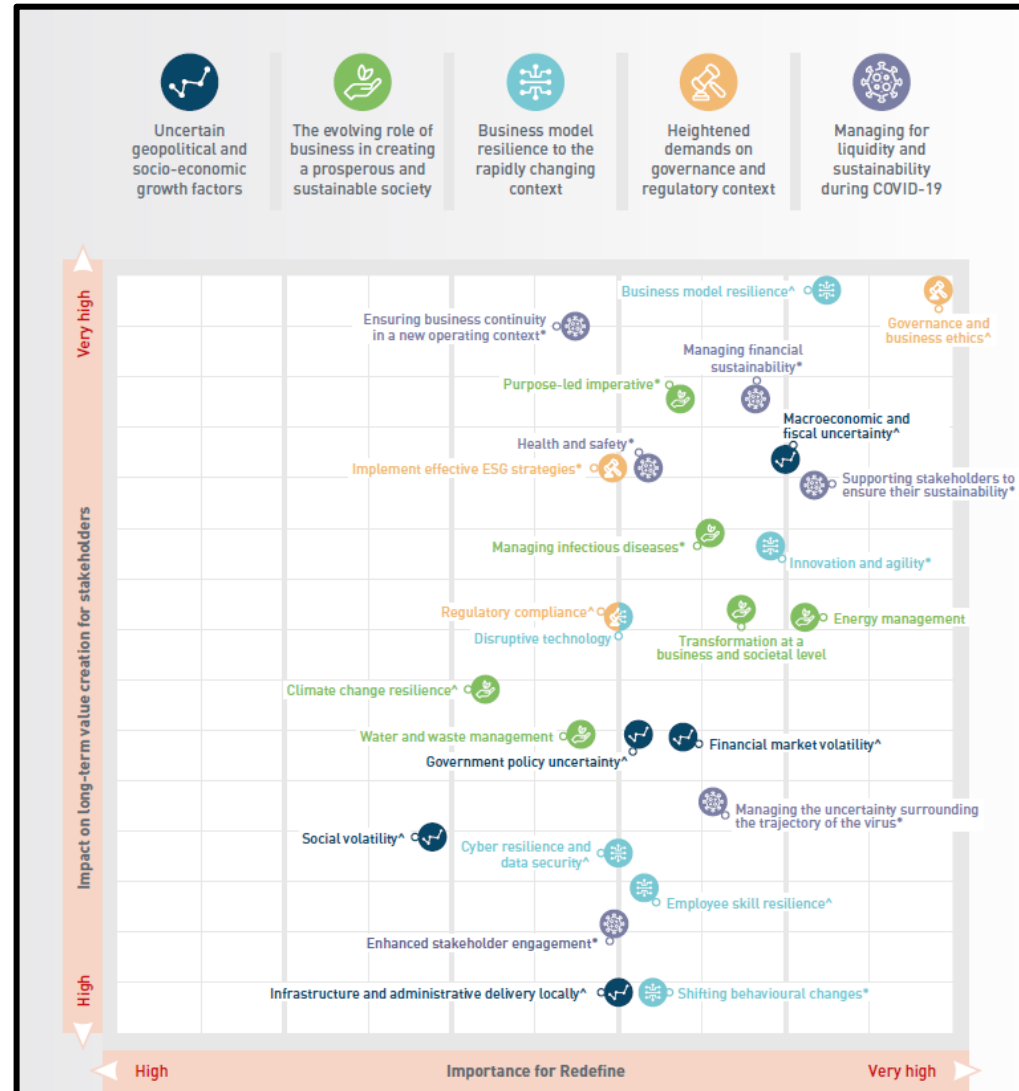 Uncertain
geopolitical and
socio-economic
growth factors
The evolving role of
business in creating
a prosperous and
sustainable society
Business model
resilience to the
rapidly changing
context
Heightened
demands on
governance and
regulatory context
Managing for
liquidity and
sustainability
during COVID-19
Very high
Impact on long-term value creation for stakeholders
High
Business model resilience^
Governance and
business ethics^
Ensuring business continuity
in a new operating context*
Managing financial
sustainability*
Purpose-led imperative*
Macroeconomic and
fiscal uncertainty^
Health and safety*
Implement effective ESG strategies*
Supporting stakeholders to
ensure their sustainability*
Managing infectious diseases*
Innovation and agility*
Regulatory compliance^
Disruptive technology
Transformation at a
business and societal level
Energy management
Climate change resilience^
Water and waste management
Government policy uncertainty^
Financial market volatility^
Managing the uncertainty surrounding
the trajectory of the virus*
Social volatility^
Cyber resilience and
data security^
Employee skill resilience^
Enhanced stakeholder engagement*
Infrastructure and administrative delivery locally^
Shifting behavioural changes*
High
Importance for Redefine
Very high